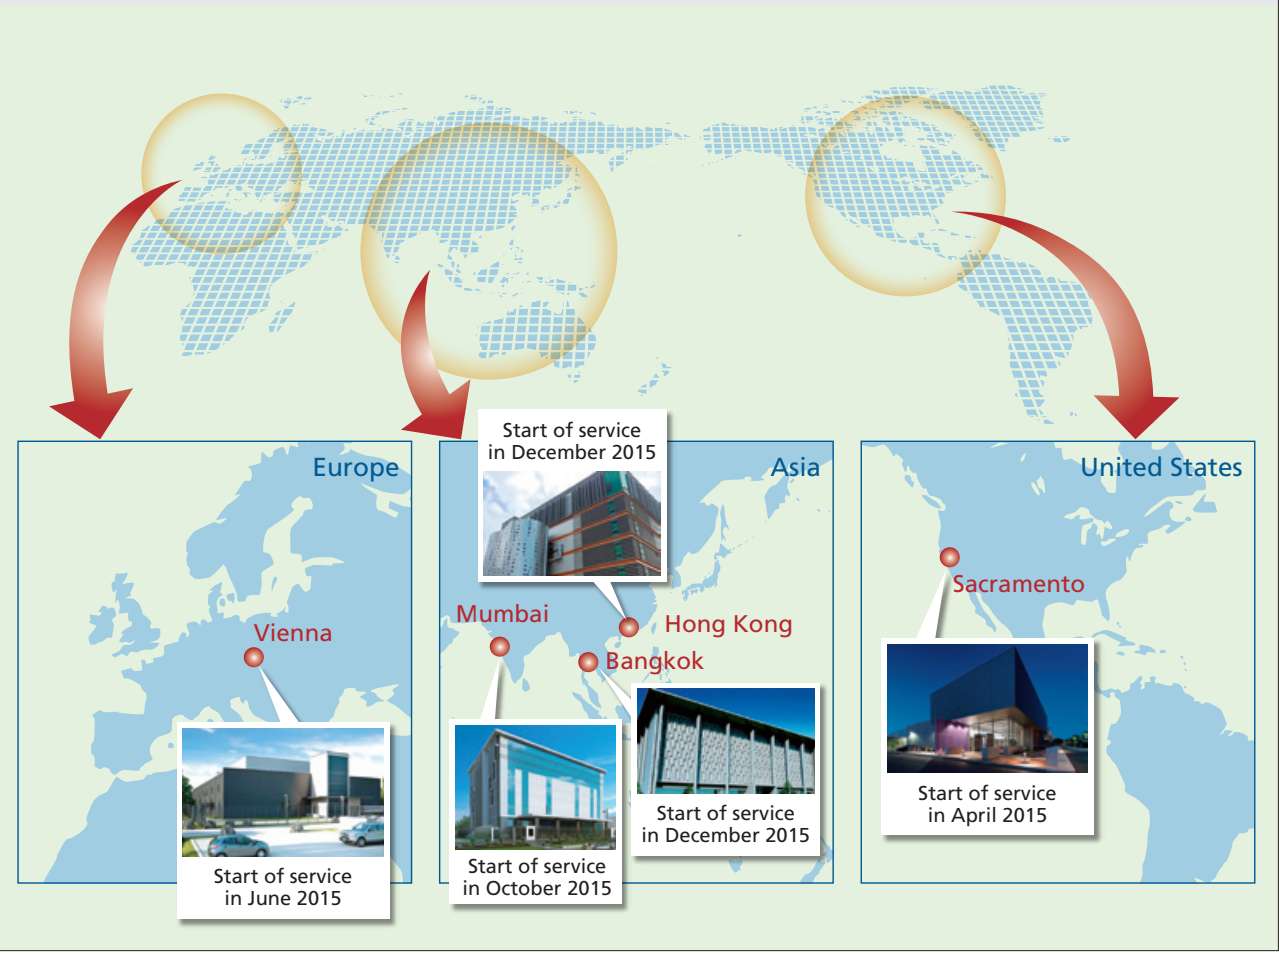 Europe
Vienna
Start of service
in June 2015
Start of service
in December 2015
Asia
Mumbai
Hong Kong
Bangkok
Start of service
in October 2015
Start of service
in December 2015
United States
Sacramento
Start of service
in April 2015